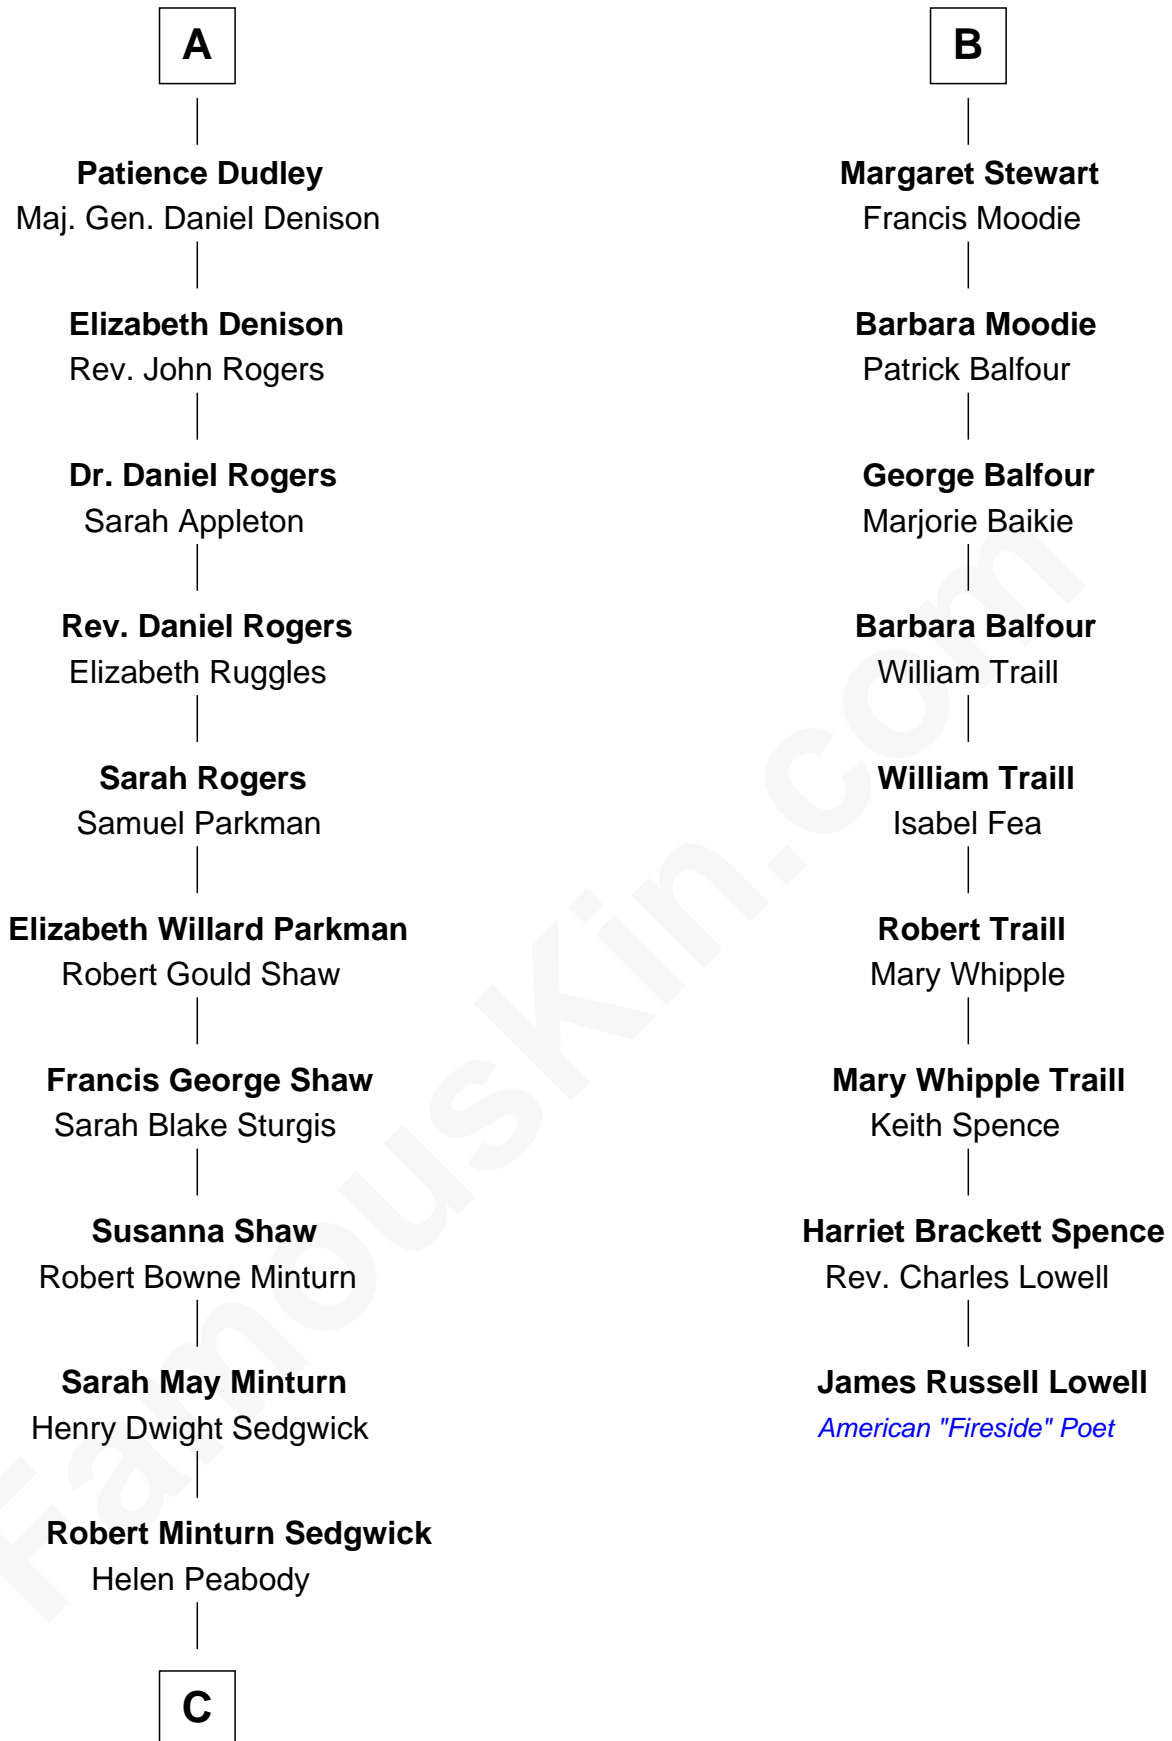 A
Patience Dudley
Maj. Gen. Daniel Denison
Elizabeth Denison
Rev. John Rogers
Dr. Daniel Rogers
Sarah Appleton
Rev. Daniel Rogers
Elizabeth Ruggles
Sarah Rogers
Samuel Parkman
Elizabeth Willard Parkman
Robert Gould Shaw
Francis George Shaw
Sarah Blake Sturgis
Susanna Shaw
Robert Bowne Minturn
Sarah May Minturn
Henry Dwight Sedgwick
Robert Minturn Sedgwick
Helen Peabody
C
B
Margaret Stewart
Francis Moodie
Barbara Moodie
Patrick Balfour
George Balfour
Marjorie Baikie
Barbara Balfour
William Traill
William Traill
Isabel Fea
Robert Traill
Mary Whipple
Mary Whipple Traill
Keith Spence
Harriet Brackett Spence
Rev. Charles Lowell
James Russell Lowell
American "Fireside" Poet
FamousKin.com